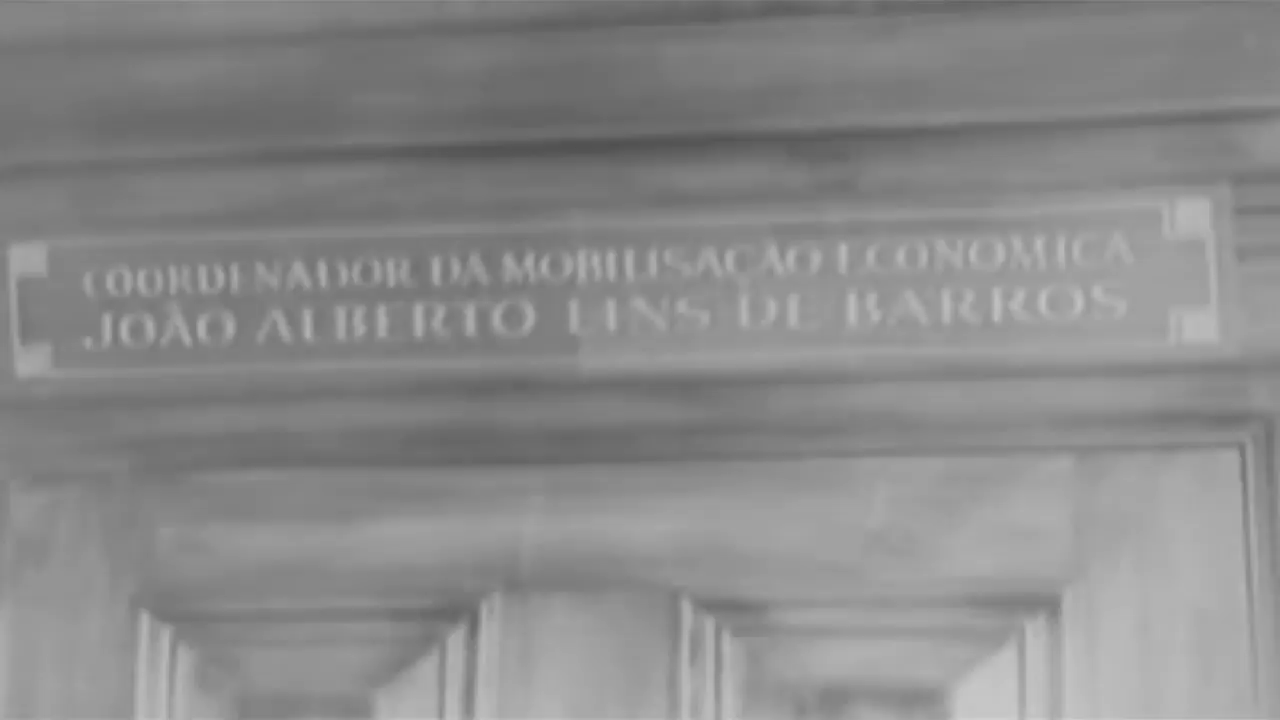 COORDENADOR DA MOBILISAÇÃO ECONOMICA
JOÃO ALBERTO LINS DE BARROS